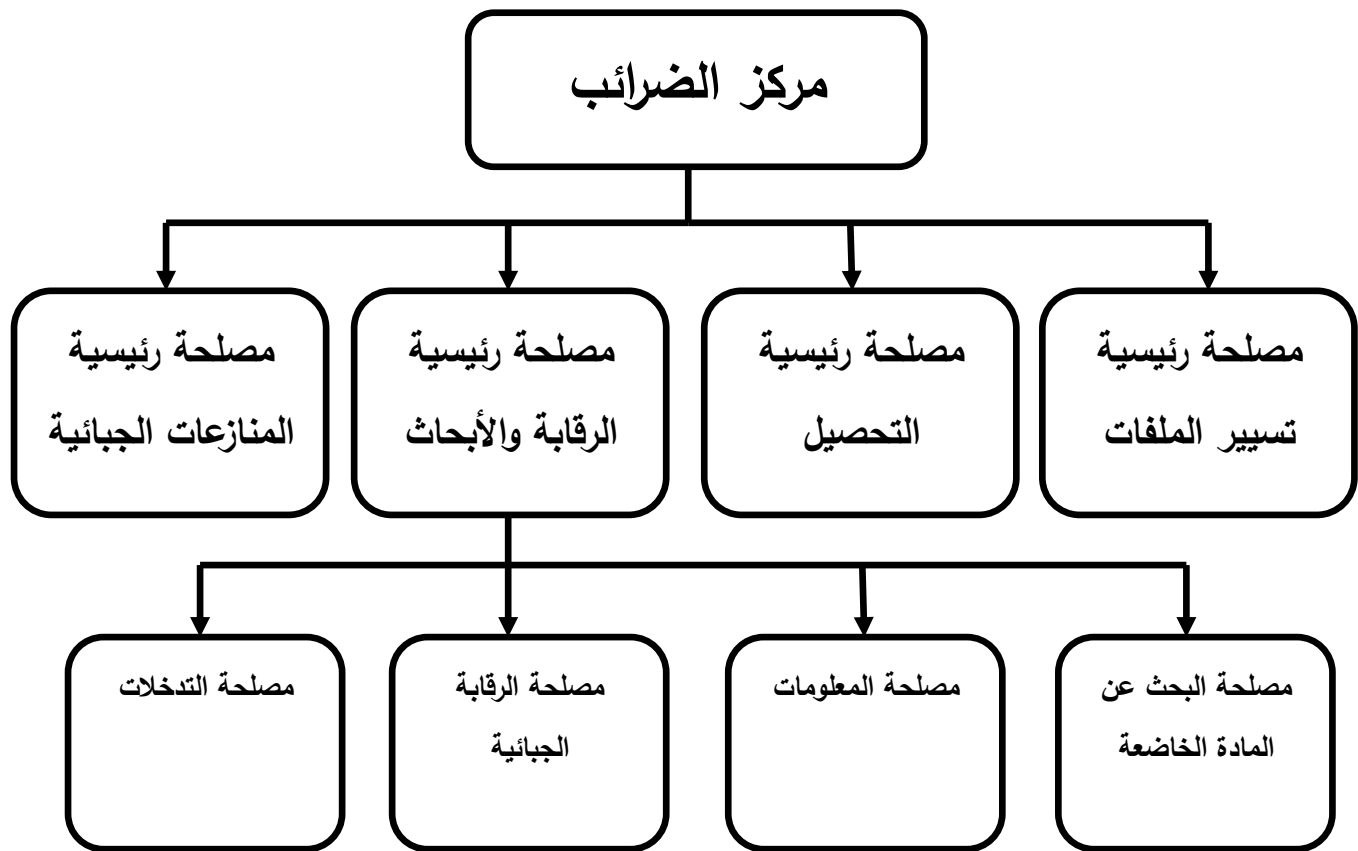 مركز الضرائب
مصلحة رئيسية
تسيير الملفات
مصلحة رئيسية
التحصيل
مصلحة رئيسية
الرقابة والأبحاث
مصلحة رئيسية
المنازعات الجبائية
مصلحة البحث عن
المادة الخاضعة
مصلحة المعلومات
مصلحة الرقابة
الجبائية
مصلحة التدخلات